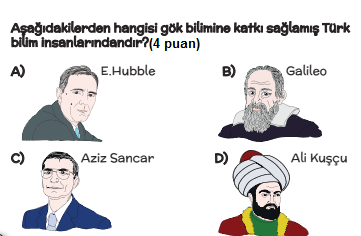 Aşağıdakilerden hangisi gök bilimine katkı sağlamış Türk
bilim insanlarındandır?(4 puan)
A) E.Hubble
B) Galileo
C) Aziz Sancar
D) Ali Kuşçu